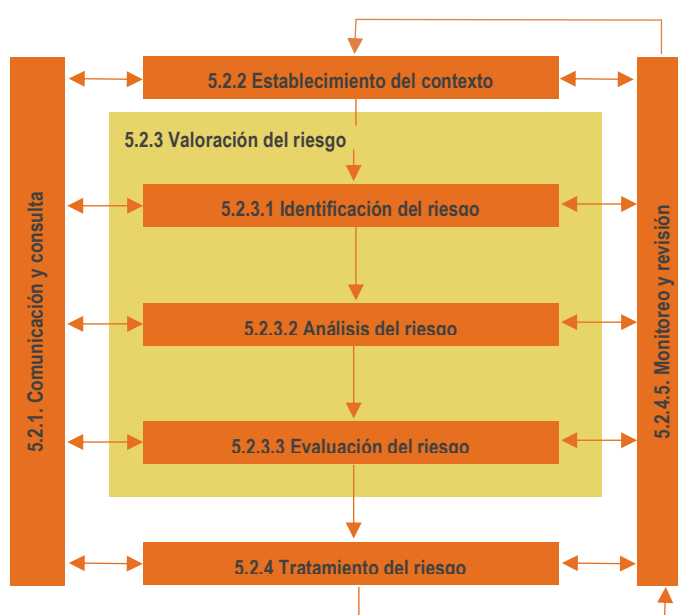 5.2.2 Establecimiento del contexto
5.2.3 Valoración del riesgo
5.2.3.1 Identificación del riesgo
5.2.3.2 Análisis del riesgo
5.2.3.3 Evaluación del riesgo
5.2.4 Tratamiento del riesgo
5.2.1. Comunicación y consulta
5.2.4.5. Monitoreo y revisión